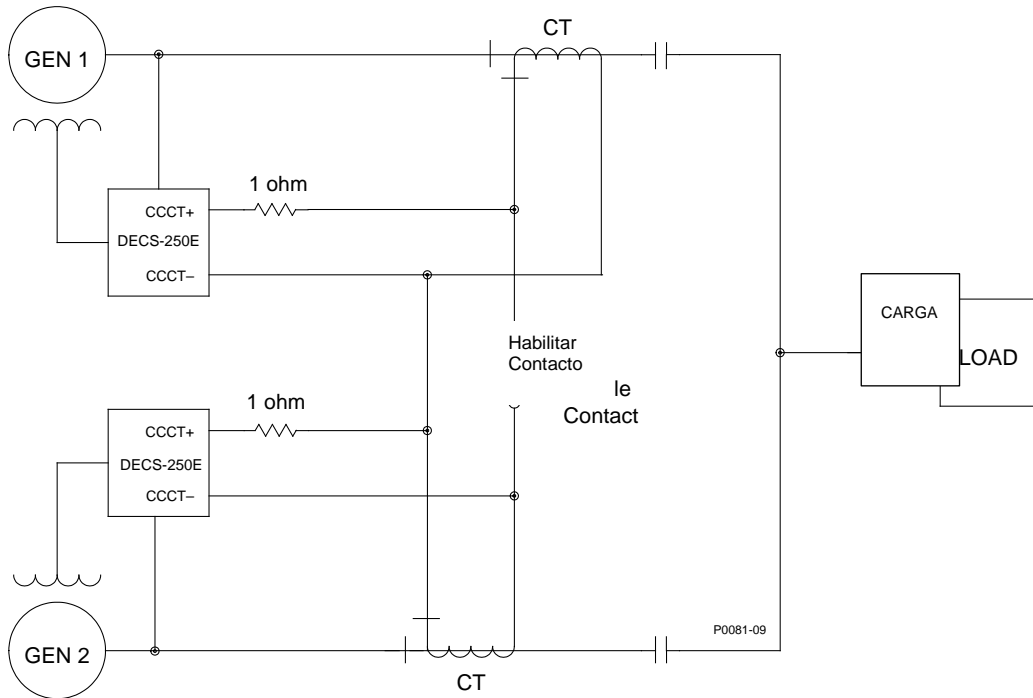 CT
GEN 1
1 ohm
CCCT+
DECS-250E
CCCT–
CARGA
LOAD
Habilitar
Contacto
le
Contact
1 ohm
CCCT+
DECS-250E
CCCT–
P0081-09
GEN 2
CT